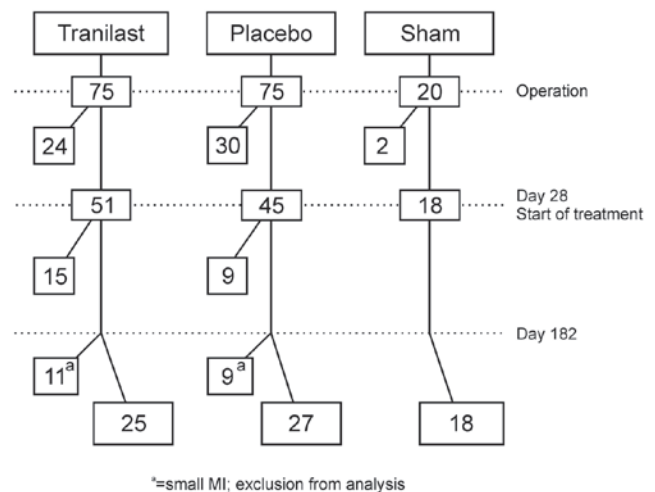 Tranilast Placebo Sham
75 75 20 Operation
24 30 2
51 45 18 Day 28
Start of treatment
15 9
Day 182
11a 9a
25 27 18
a=small MI; exclusion from analysis